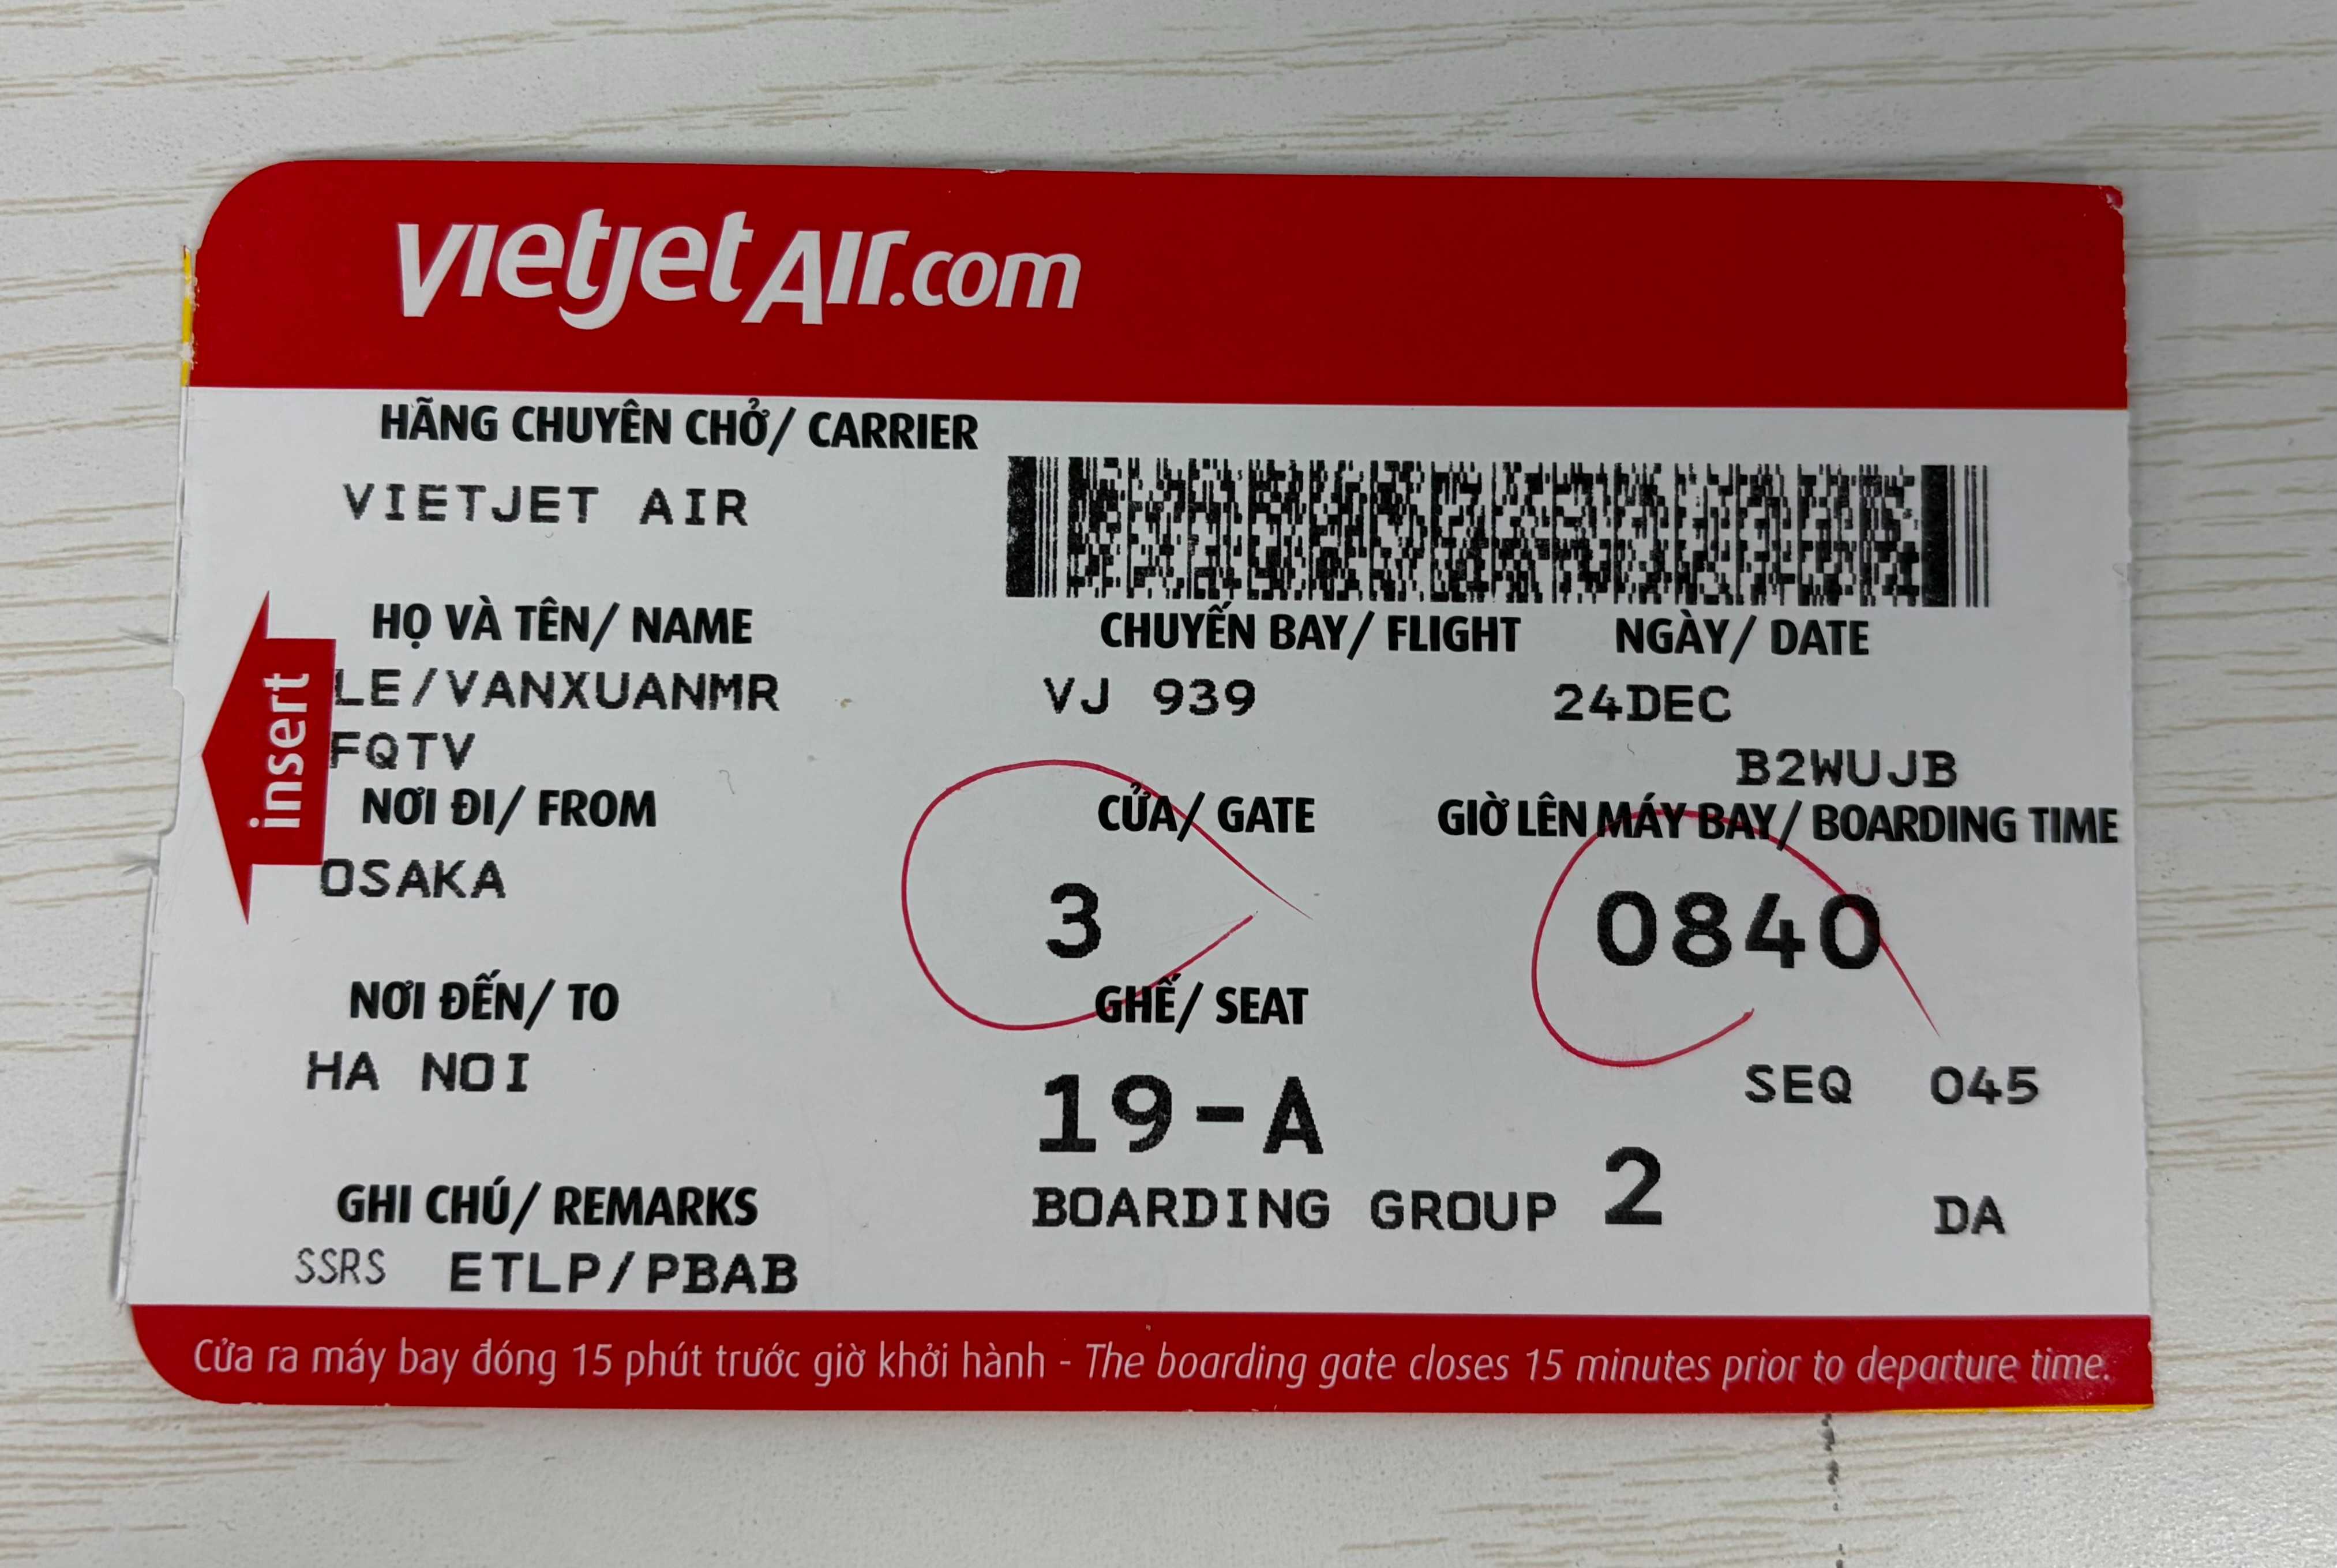 vietjetAir.com
HÃNG CHUYÊN CHỞ/ CARRIER
VIETJET AIR
HỌ VÀ TÊN/ NAME
CHUYẾN BAY/ FLIGHT NGÀY/ DATE
insert
LE/VANXUANMR
VJ 939 24DEC
FQTV
B2WUJB
NƠI ĐI/ FROM
CỬA/ GATE GIỜ LÊN MÁY BAY/ BOARDING TIME
OSAKA
3 0840
NƠI ĐẾN/ TO
GHẾ/ SEAT
HA NOI
19-A SEQ 045
GHI CHÚ/ REMARKS
BOARDING GROUP 2 DA
SSRS ETLP/PBAB
Cửa ra máy bay đóng 15 phút trước giờ khởi hành - The boarding gate closes 15 minutes prior to departure time.